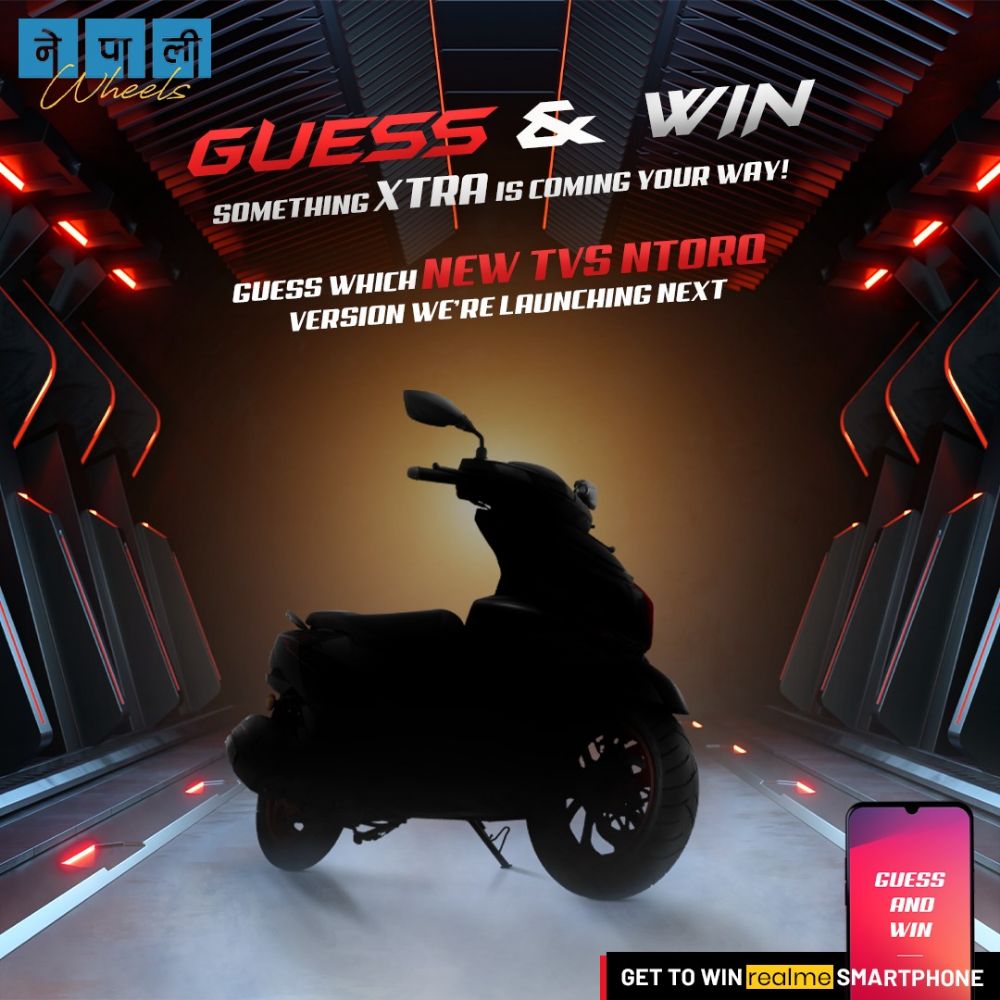 नेपाली
Wheels
GUESS & WIN
SOMETHING XTRA IS COMING YOUR WAY!
GUESS WHICH NEW TVS NTORQ
VERSION WE'RE LAUNCHING NEXT
GUESS
AND
WIN
GET TO WIN realme SMARTPHONE